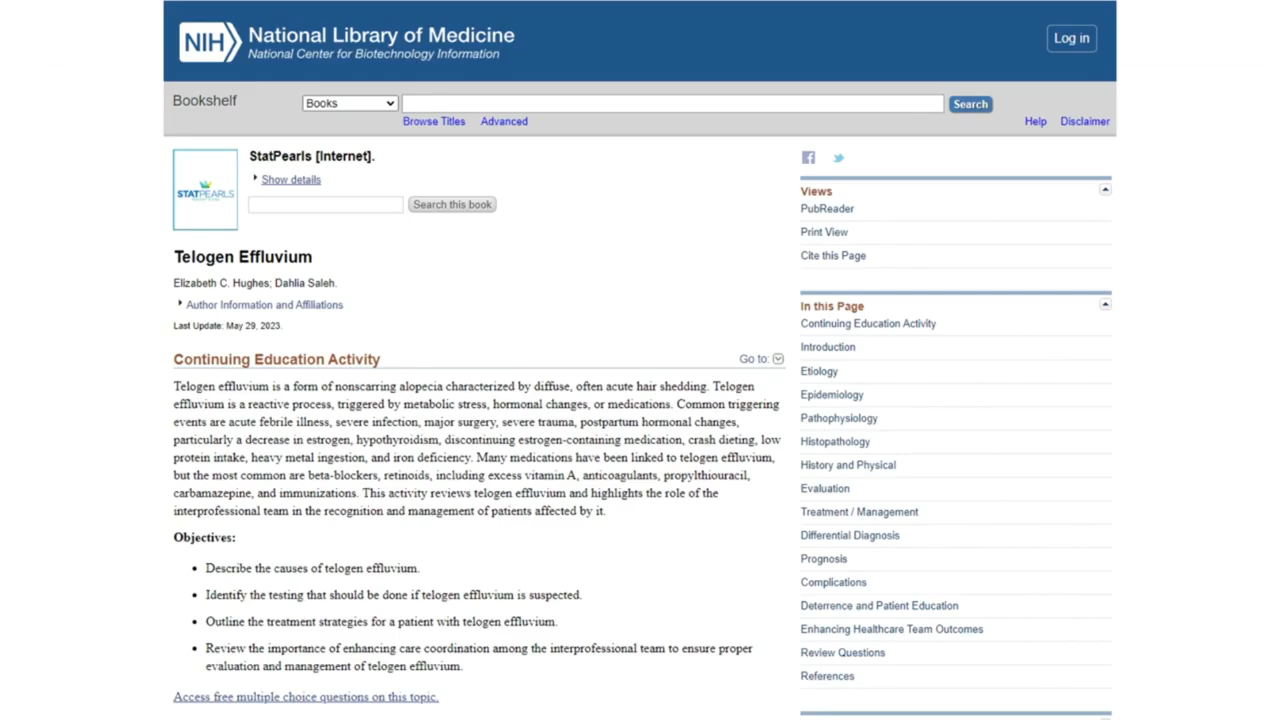 NIH
National Library of Medicine
National Center for Biotechnology Information
Log in
Bookshelf
Books
Search
Browse Titles
Advanced
Help
Disclaimer
STATPEARLS
StatPearls [Internet].
Show details
Search this book
Telogen Effluvium
Elizabeth C. Hughes; Dahlia Saleh.
Author Information and Affiliations
Last Update: May 29, 2023.
Continuing Education Activity
Go to:
Telogen effluvium is a form of nonscarring alopecia characterized by diffuse, often acute hair shedding. Telogen
effluvium is a reactive process, triggered by metabolic stress, hormonal changes, or medications. Common triggering
events are acute febrile illness, severe infection, major surgery, severe trauma, postpartum hormonal changes,
particularly a decrease in estrogen, hypothyroidism, discontinuing estrogen-containing medication, crash dieting, low
protein intake, heavy metal ingestion, and iron deficiency. Many medications have been linked to telogen effluvium,
but the most common are beta-blockers, retinoids, including excess vitamin A, anticoagulants, propylthiouracil,
carbamazepine, and immunizations. This activity reviews telogen effluvium and highlights the role of the
interprofessional team in the recognition and management of patients affected by it.
Objectives:
• Describe the causes of telogen effluvium.
• Identify the testing that should be done if telogen effluvium is suspected.
• Outline the treatment strategies for a patient with telogen effluvium.
• Review the importance of enhancing care coordination among the interprofessional team to ensure proper
evaluation and management of telogen effluvium.
Access free multiple choice questions on this topic.
Views
PubReader
Print View
Cite this Page
In this Page
Continuing Education Activity
Introduction
Etiology
Epidemiology
Pathophysiology
Histopathology
History and Physical
Evaluation
Treatment / Management
Differential Diagnosis
Prognosis
Complications
Deterrence and Patient Education
Enhancing Healthcare Team Outcomes
Review Questions
References